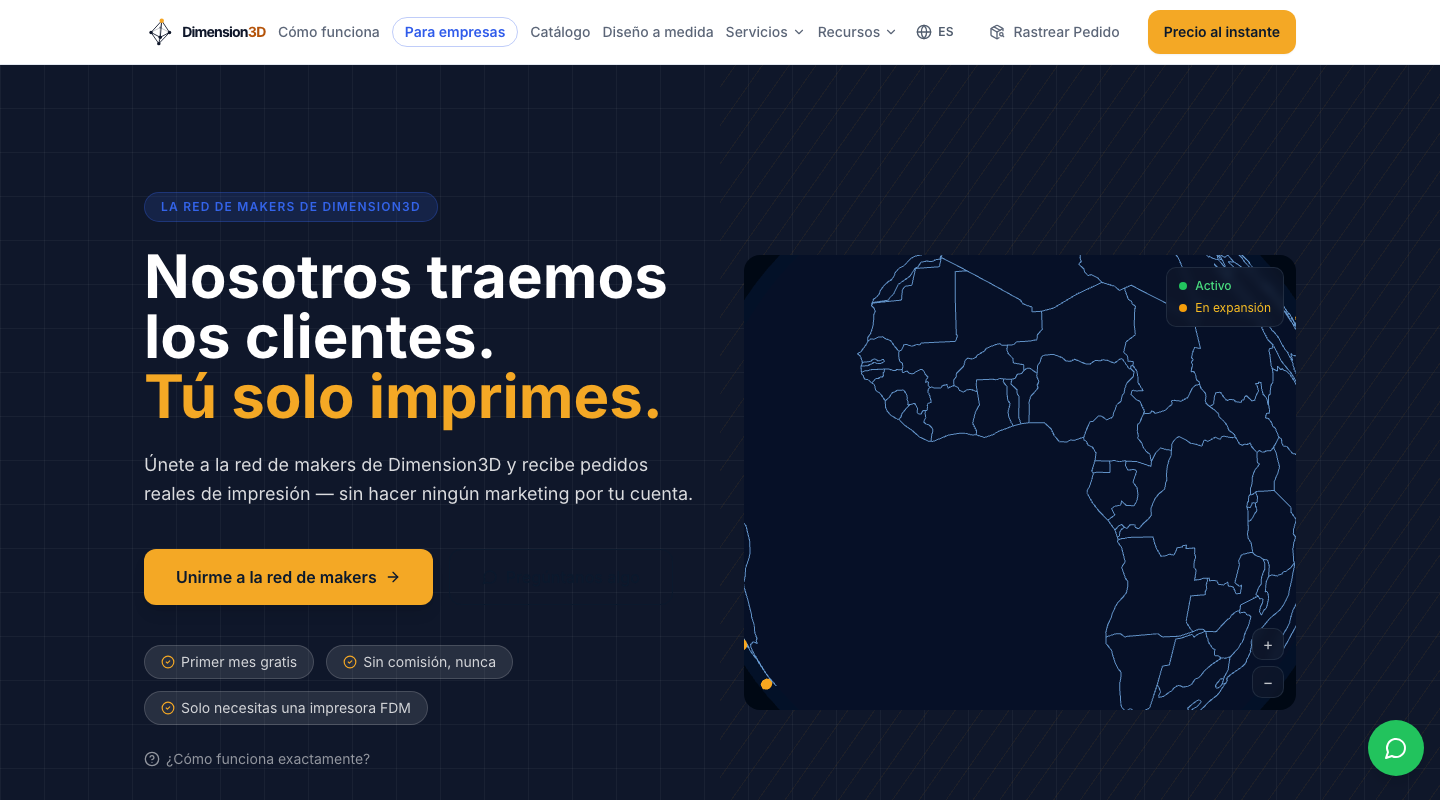 Dimension3D
Cómo funciona
Para empresas
Catálogo
Diseño a medida
Servicios
Recursos
ES
Rastrear Pedido
Precio al instante
LA RED DE MAKERS DE DIMENSION3D
Nosotros traemos
los clientes.
Tú solo imprimes.
Únete a la red de makers de Dimension3D y recibe pedidos
reales de impresión — sin hacer ningún marketing por tu cuenta.
Unirme a la red de makers
Primer mes gratis
Sin comisión, nunca
Solo necesitas una impresora FDM
¿Cómo funciona exactamente?
Activo
En expansión
+
−